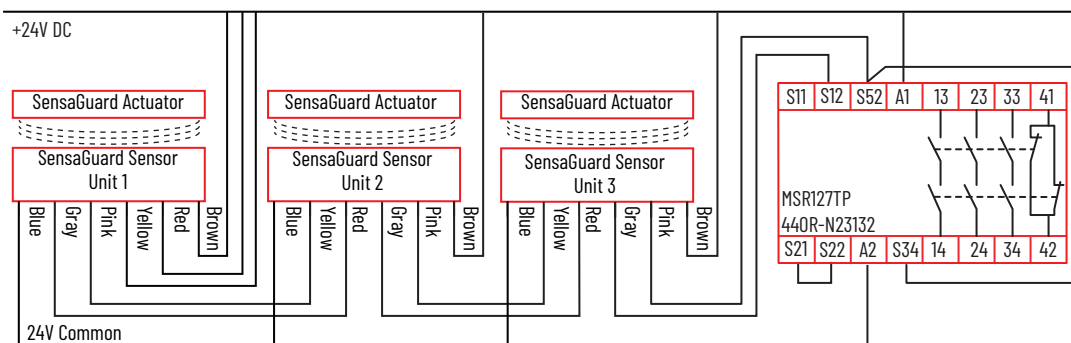 +24V DC
SensaGuard Actuator
SensaGuard Actuator
SensaGuard Actuator
SensaGuard Sensor
Unit 1
SensaGuard Sensor
Unit 2
SensaGuard Sensor
Unit 3
Blue
Gray
Pink
Yellow
Red
Brown
Blue
Yellow
Red
Gray
Pink
Brown
Blue
Yellow
Red
Gray
Pink
Brown
S11 S12 S52 A1 13 23 33 41
MSR127TP
440R-N23132
S21 S22 A2 S34 14 24 34 42
24V Common